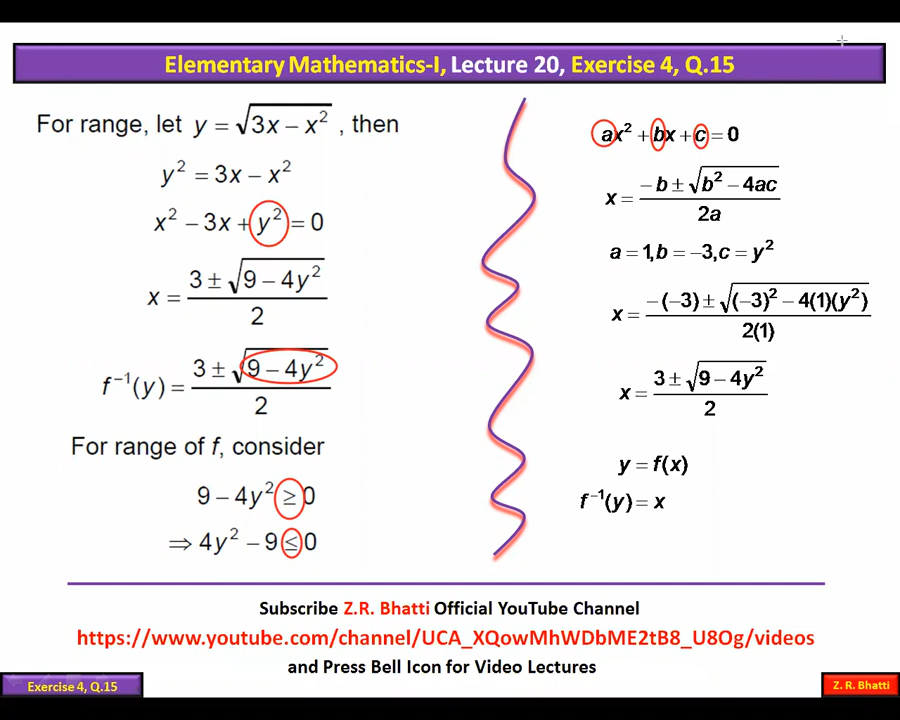 Elementary Mathematics-I, Lecture 20, Exercise 4, Q.15
For range, let y = √(3x − x²) , then
y² = 3x − x²
x² − 3x + y² = 0
x = (3 ± √(9 − 4y²)) / 2
f⁻¹(y) = (3 ± √(9 − 4y²)) / 2
For range of f, consider
9 − 4y² ≥ 0
⇒ 4y² − 9 ≤ 0
ax² + bx + c = 0
x = (−b ± √(b² − 4ac)) / 2a
a = 1, b = −3, c = y²
x = (−(−3) ± √((−3)² − 4(1)(y²))) / 2(1)
x = (3 ± √(9 − 4y²)) / 2
y = f(x)
f⁻¹(y) = x
Subscribe Z.R. Bhatti Official YouTube Channel
https://www.youtube.com/channel/UCA_XQowMhWDbME2tB8_U8Og/videos
and Press Bell Icon for Video Lectures
Exercise 4, Q.15
Z. R. Bhatti